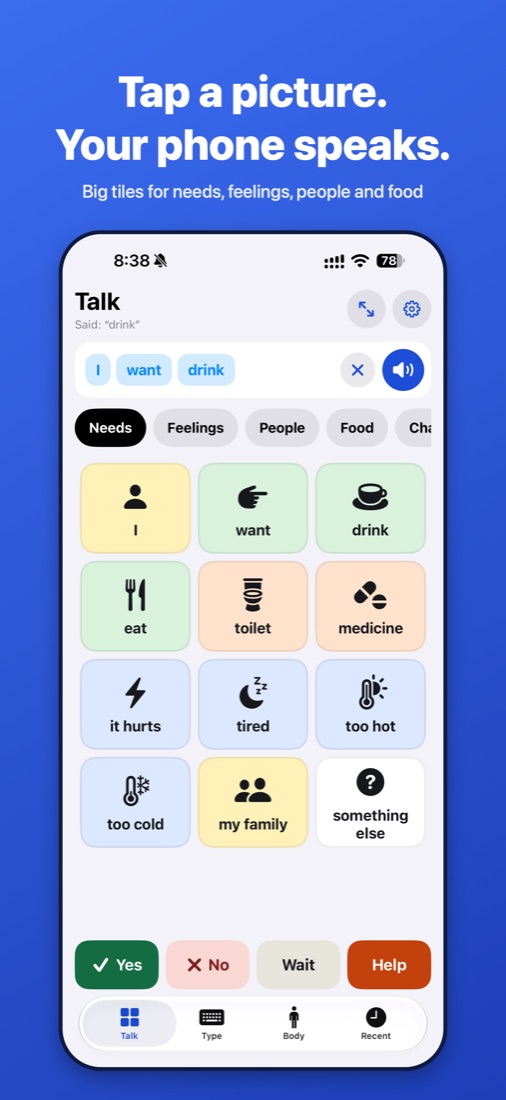 Tap a picture.
Your phone speaks.
Big tiles for needs, feelings, people and food
8:38
78
Talk
Said: “drink”
I want drink
Needs Feelings People Food Cha
I want drink
eat toilet medicine
it hurts tired too hot
too cold my family something
else
Yes No Wait Help
Talk Type Body Recent